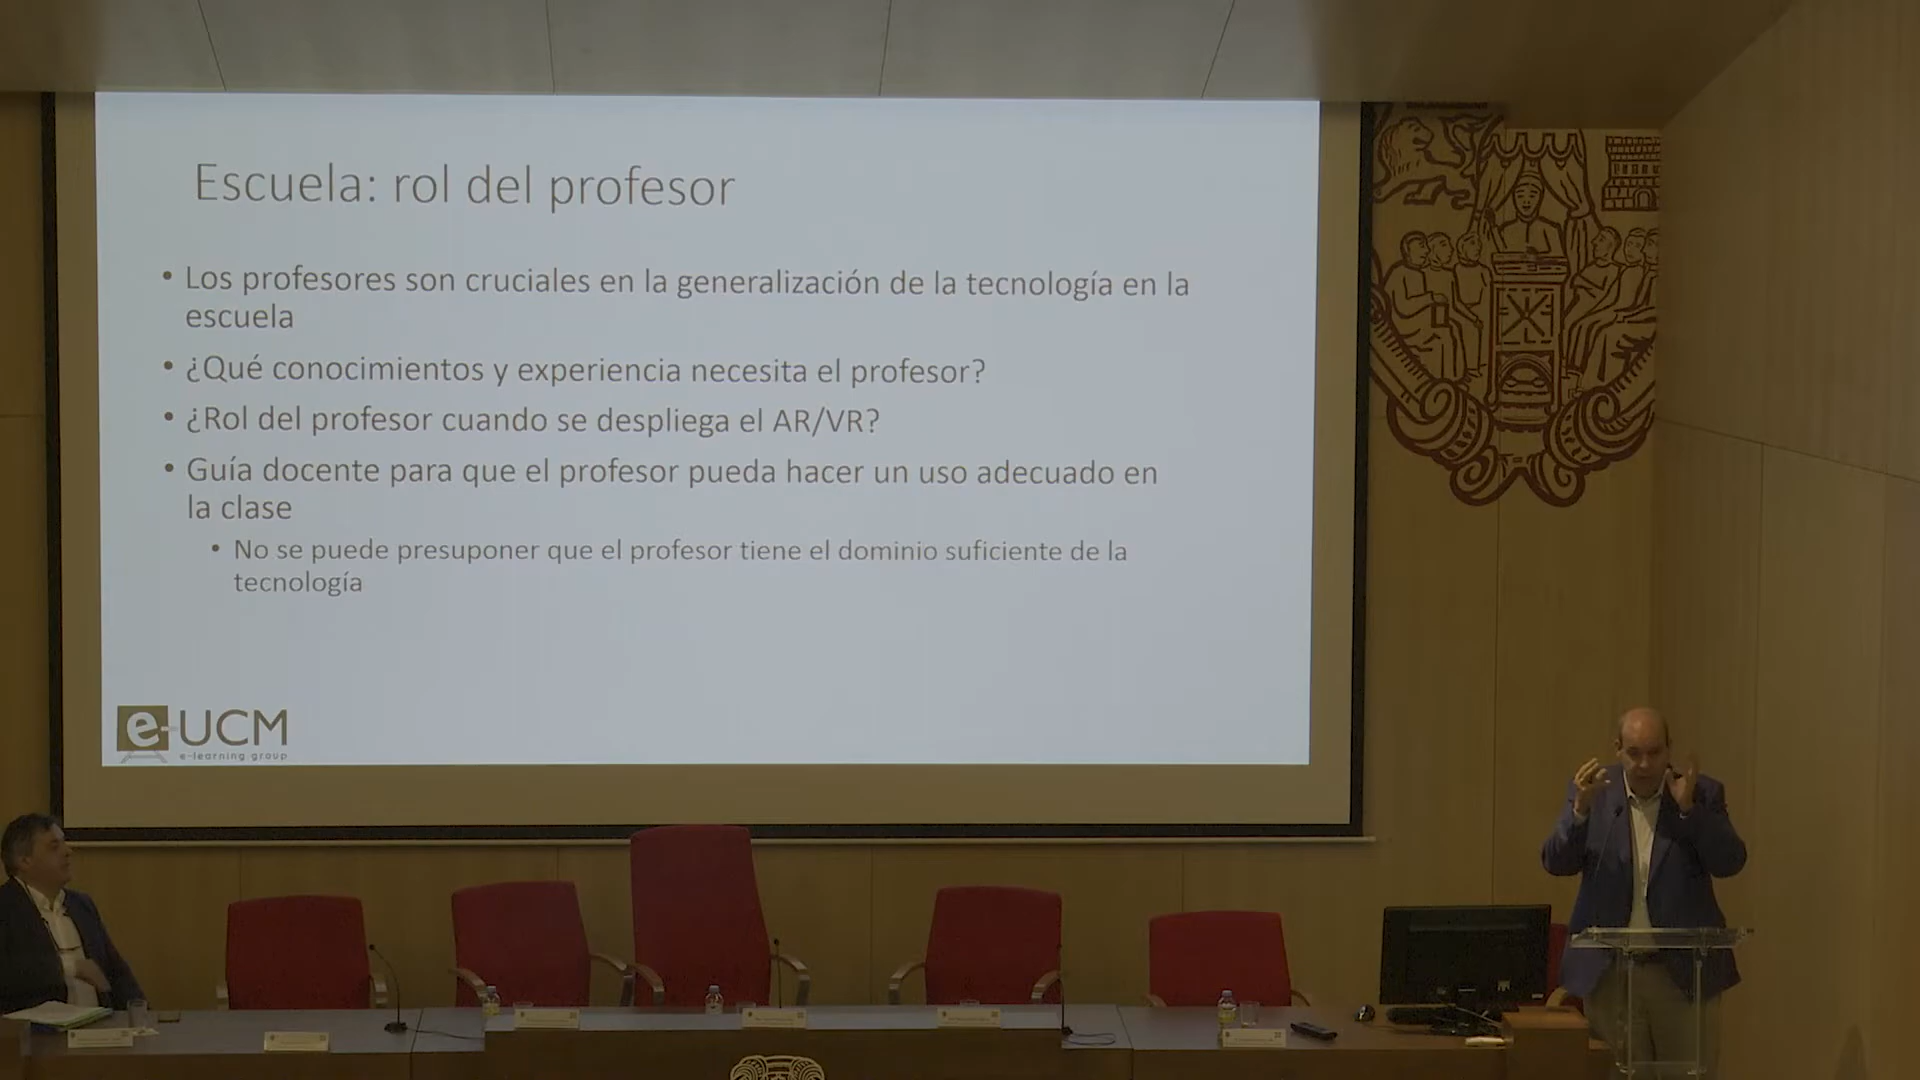 Escuela: rol del profesor
• Los profesores son cruciales en la generalización de la tecnología en la
escuela
• ¿Qué conocimientos y experiencia necesita el profesor?
• ¿Rol del profesor cuando se despliega el AR/VR?
• Guía docente para que el profesor pueda hacer un uso adecuado en
la clase
• No se puede presuponer que el profesor tiene el dominio suficiente de la
tecnología
e-UCM
e-learning group